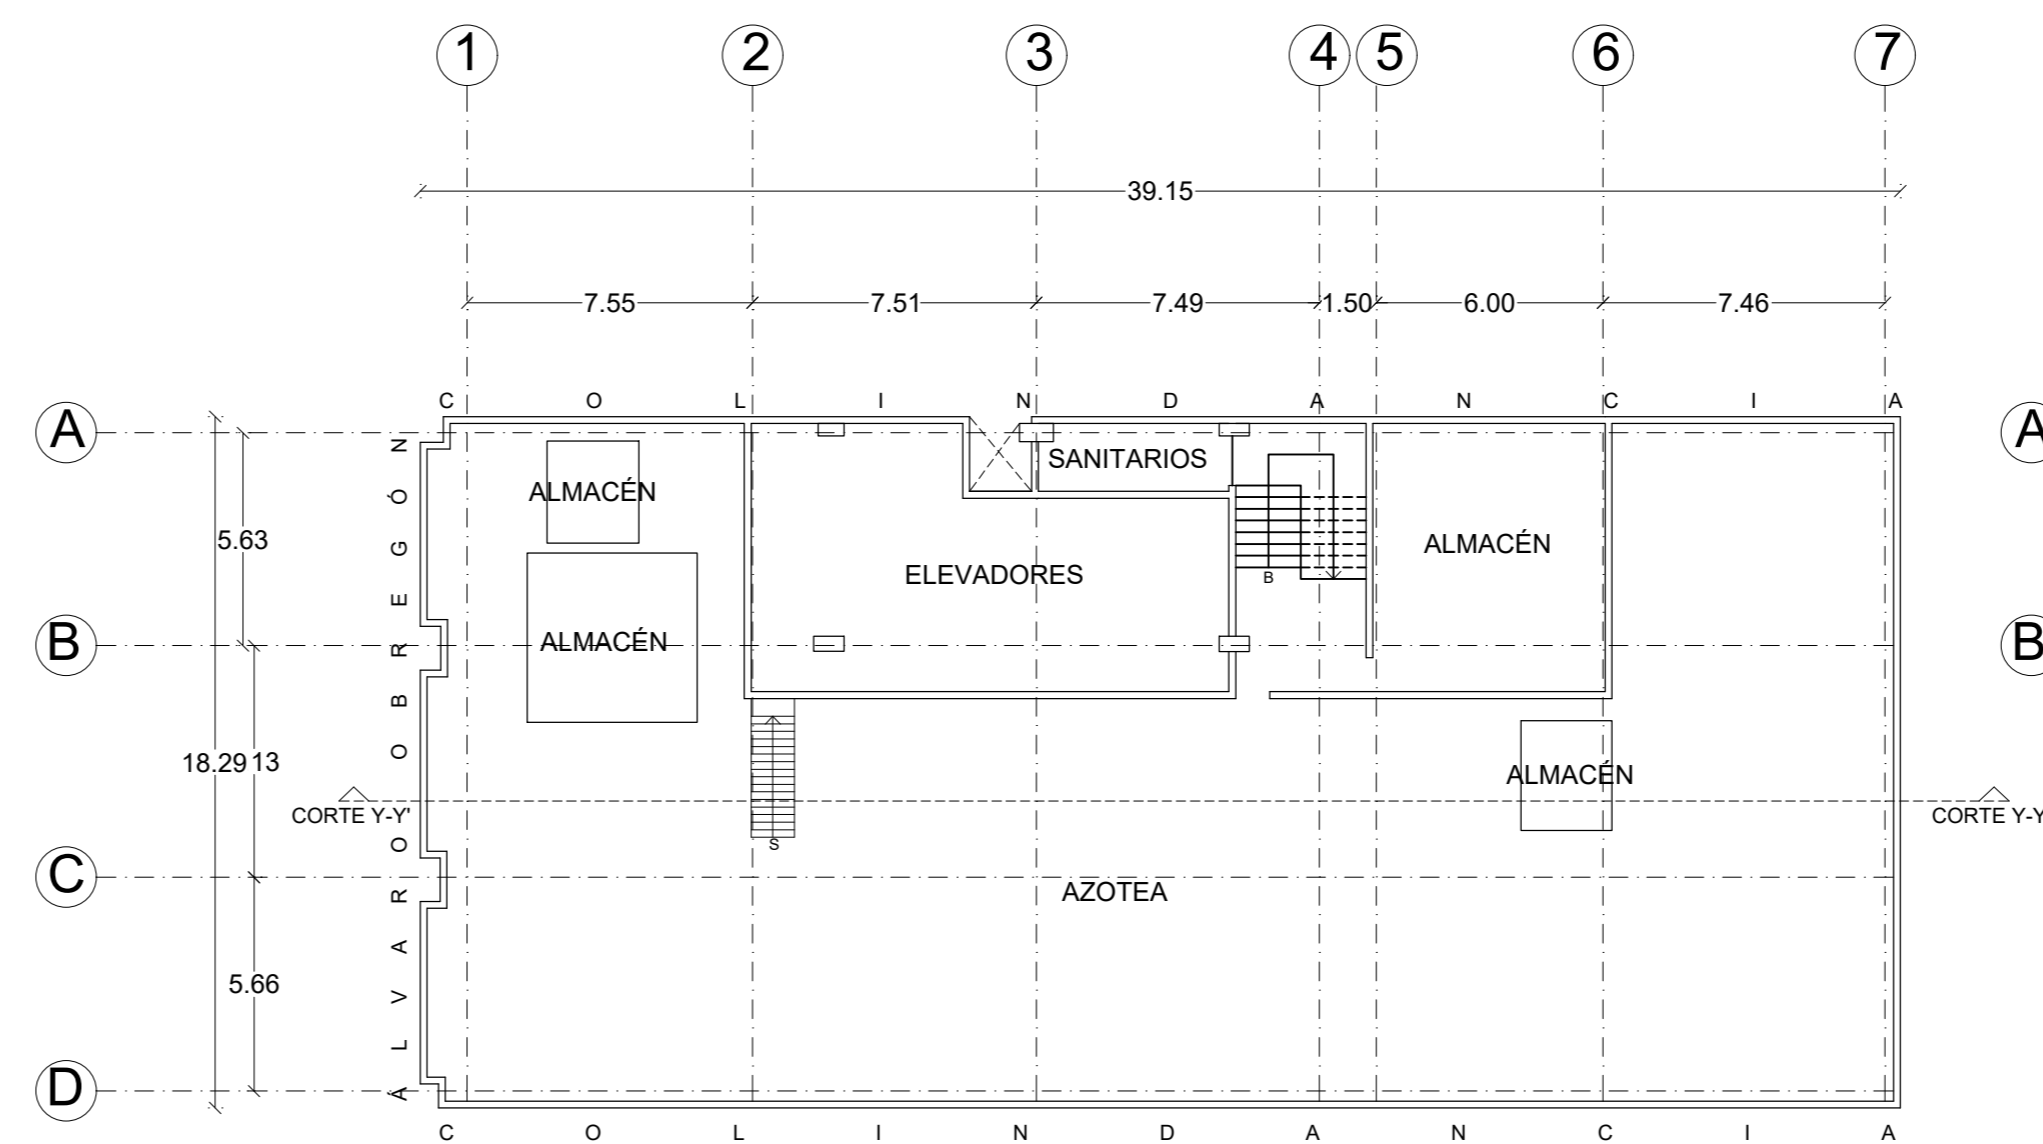 1 2 3 4 5 6 7
39.15
7.55 7.51 7.49 1.50 6.00 7.46
C O L I N D A N C I A
A A
SANITARIOS
ALMACÉN
5.63
ALMACÉN
ELEVADORES
B
ALMACÉN
B B
18.29 13
ALMACÉN
CORTE Y-Y' CORTE Y-Y
S
C
AZOTEA
5.66
D
ÁLVARO OBREGÓN
C O L I N D A N C I A